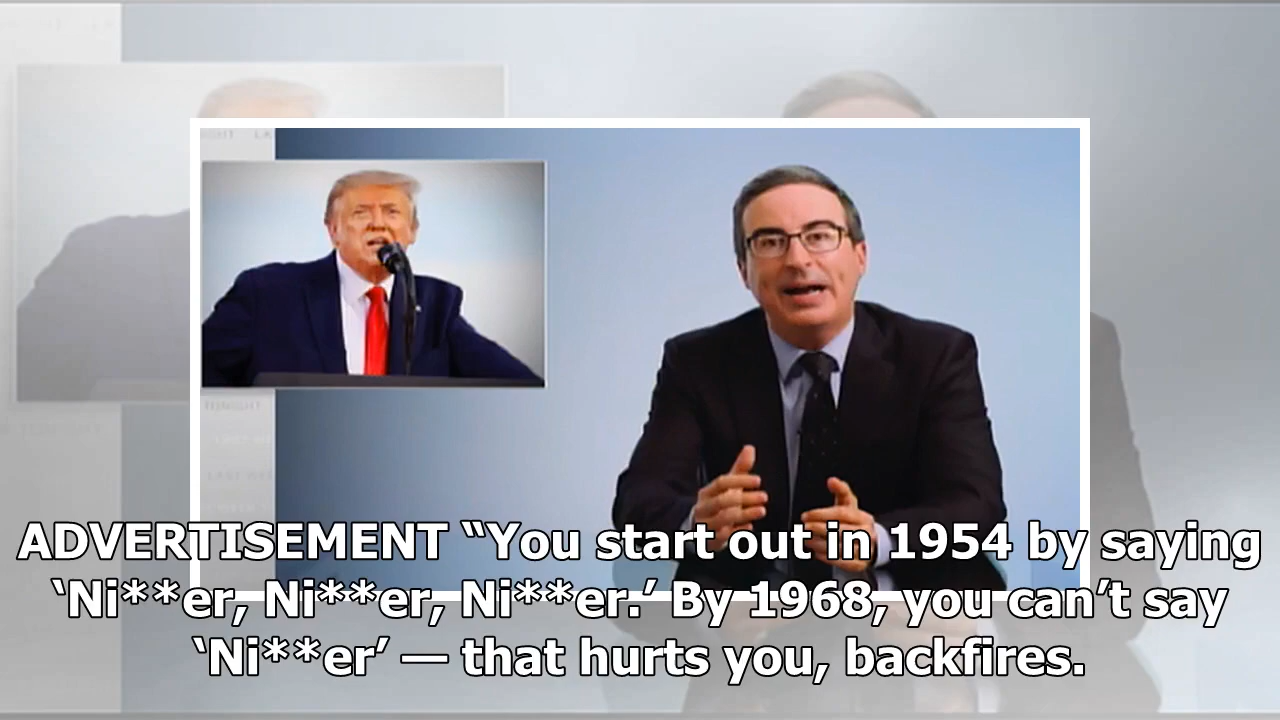 ADVERTISEMENT “You start out in 1954 by saying
‘Ni**er, Ni**er, Ni**er.’ By 1968, you can’t say
‘Ni**er’ — that hurts you, backfires.
TONIGHT